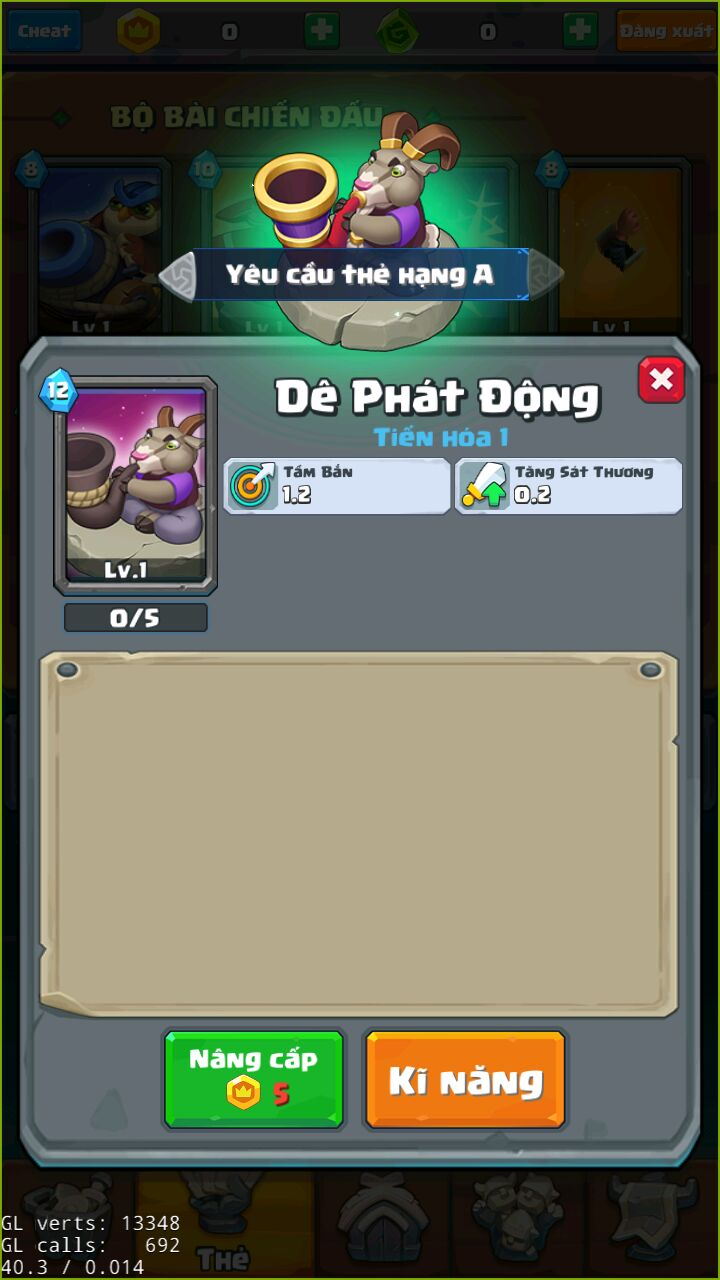 Cheat
0
0
Đăng xuất
BỘ BÀI CHIẾN ĐẤU
8
10
8
Yêu cầu thẻ hạng A
Lv 1
Lv 1
Lv 1
12
Dê Phát Động
Tiến Hóa 1
Tầm Bắn
1.2
Tăng Sát Thương
0.2
Lv.1
0/5
Nâng cấp
5
Kĩ năng
Thẻ
GL verts: 13348
GL calls: 692
40.3 / 0.014